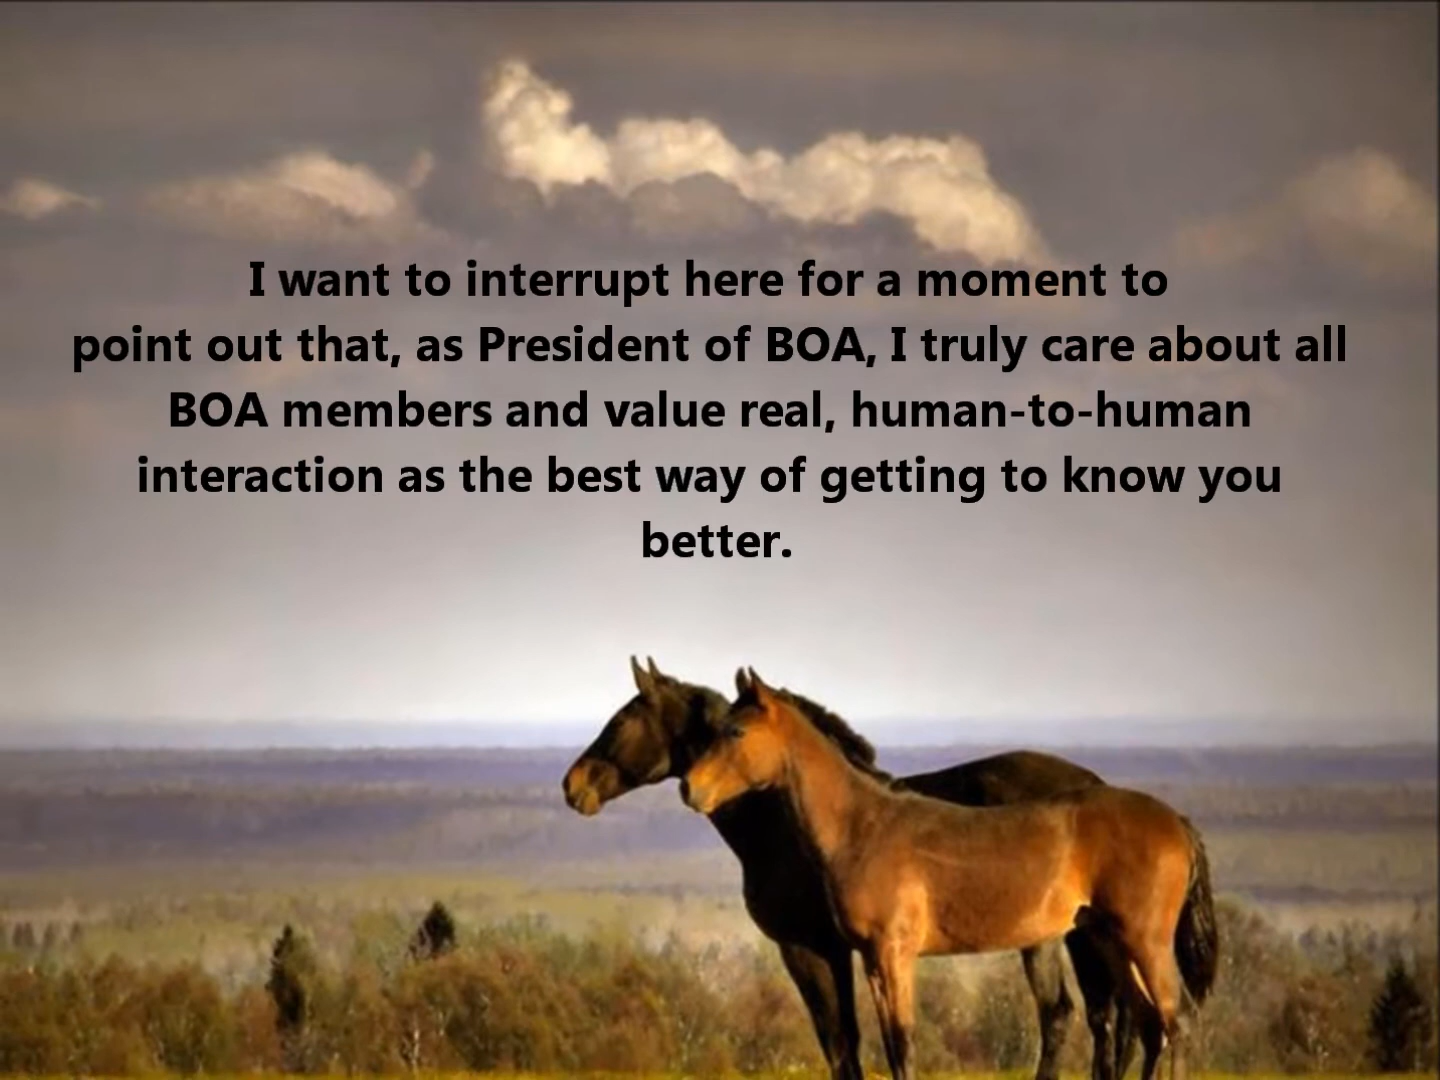 I want to interrupt here for a moment to
point out that, as President of BOA, I truly care about all
BOA members and value real, human-to-human
interaction as the best way of getting to know you
better.